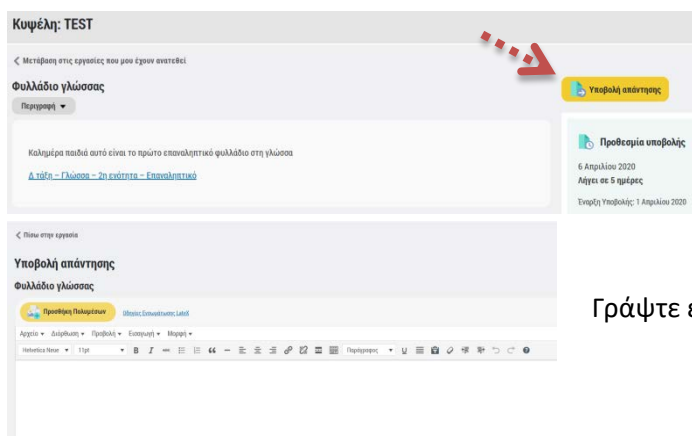 Κυψέλη: TEST
Μετάβαση στις εργασίες που μου έχουν ανατεθεί
Φυλλάδιο γλώσσας
Περιγραφή
Υποβολή απάντησης
Καλημέρα παιδιά αυτό είναι το πρώτο επαναληπτικό φυλλάδιο στη γλώσσα
Δ τάξη – Γλώσσα – 2η ενότητα – Επαναληπτικό
Προθεσμία υποβολής
6 Απριλίου 2020
Λήγει σε 5 ημέρες
Έναρξη Υποβολής: 1 Απριλίου 2020
Πίσω στην εργασία
Υποβολή απάντησης
Φυλλάδιο γλώσσας
Προσθήκη Πολυμέσων
Οδηγίες Ενσωμάτωσης LateX
Αρχείο Διόρθωση Προβολή Εισαγωγή Μορφή
Helvetica Neue 11pt B I Παράγραφος U
Γράψτε ε